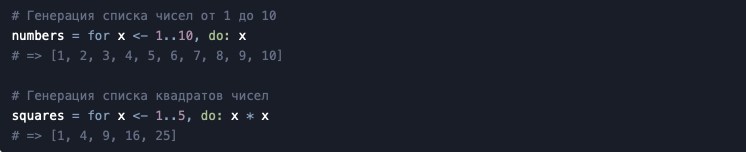 # Генерация списка чисел от 1 до 10
numbers = for x <- 1..10, do: x
# => [1, 2, 3, 4, 5, 6, 7, 8, 9, 10]
# Генерация списка квадратов чисел
squares = for x <- 1..5, do: x * x
# => [1, 4, 9, 16, 25]